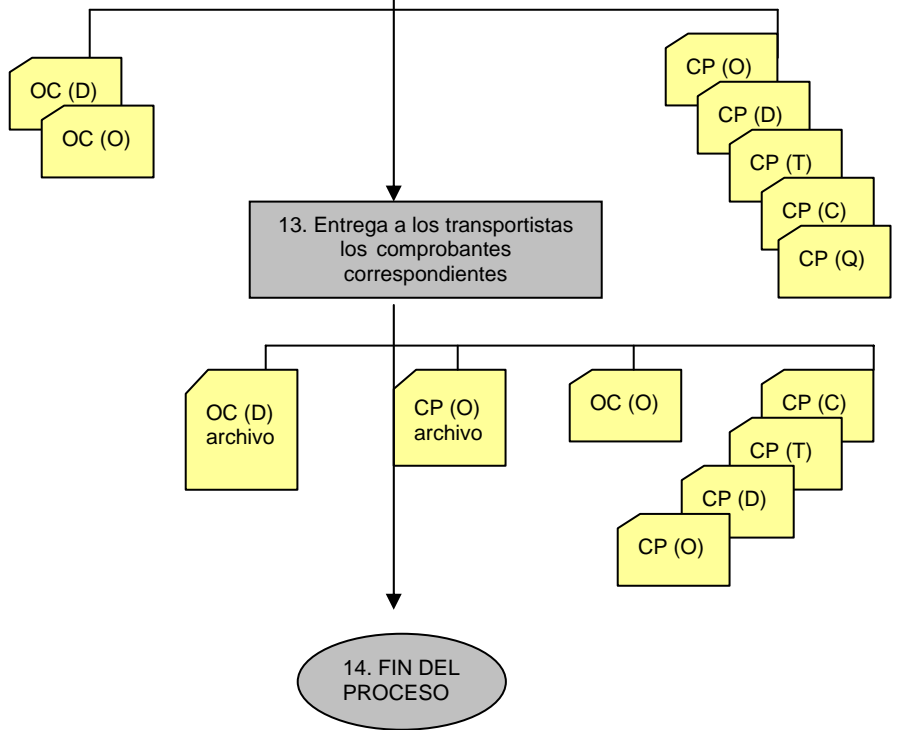 OC (D)
OC (O)
CP (O)
CP (D)
CP (T)
CP (C)
CP (Q)
13. Entrega a los transportistas
los comprobantes
correspondientes
OC (D)
archivo
CP (O)
archivo
OC (O)
CP (C)
CP (T)
CP (D)
CP (O)
14. FIN DEL
PROCESO